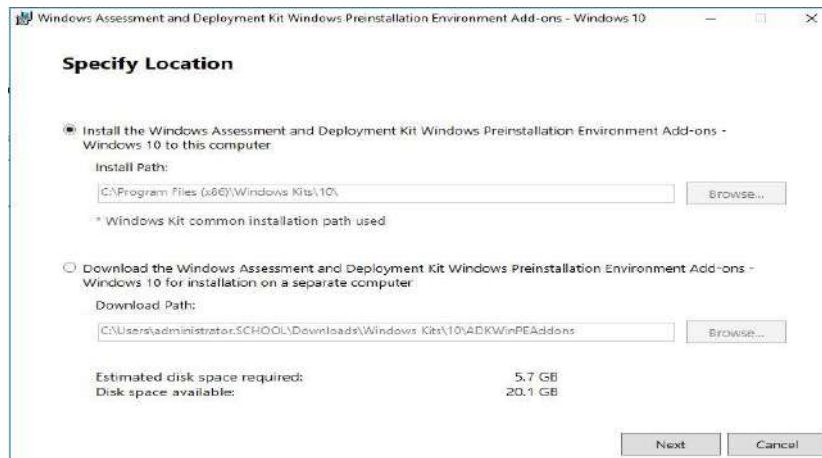 Windows Assessment and Deployment Kit Windows Preinstallation Environment Add-ons - Windows 10
Specify Location
Install the Windows Assessment and Deployment Kit Windows Preinstallation Environment Add-ons -
Windows 10 to this computer
Install Path:
C:\Program Files (x86)\Windows Kits\10\
Browse...
* Windows Kit common installation path used
Download the Windows Assessment and Deployment Kit Windows Preinstallation Environment Add-ons -
Windows 10 for installation on a separate computer
Download Path:
C:\Users\administrator.SCHOOL\Downloads\Windows Kits\10\ADKWinPEAddons
Browse...
Estimated disk space required: 5.7 GB
Disk space available: 20.1 GB
Next Cancel